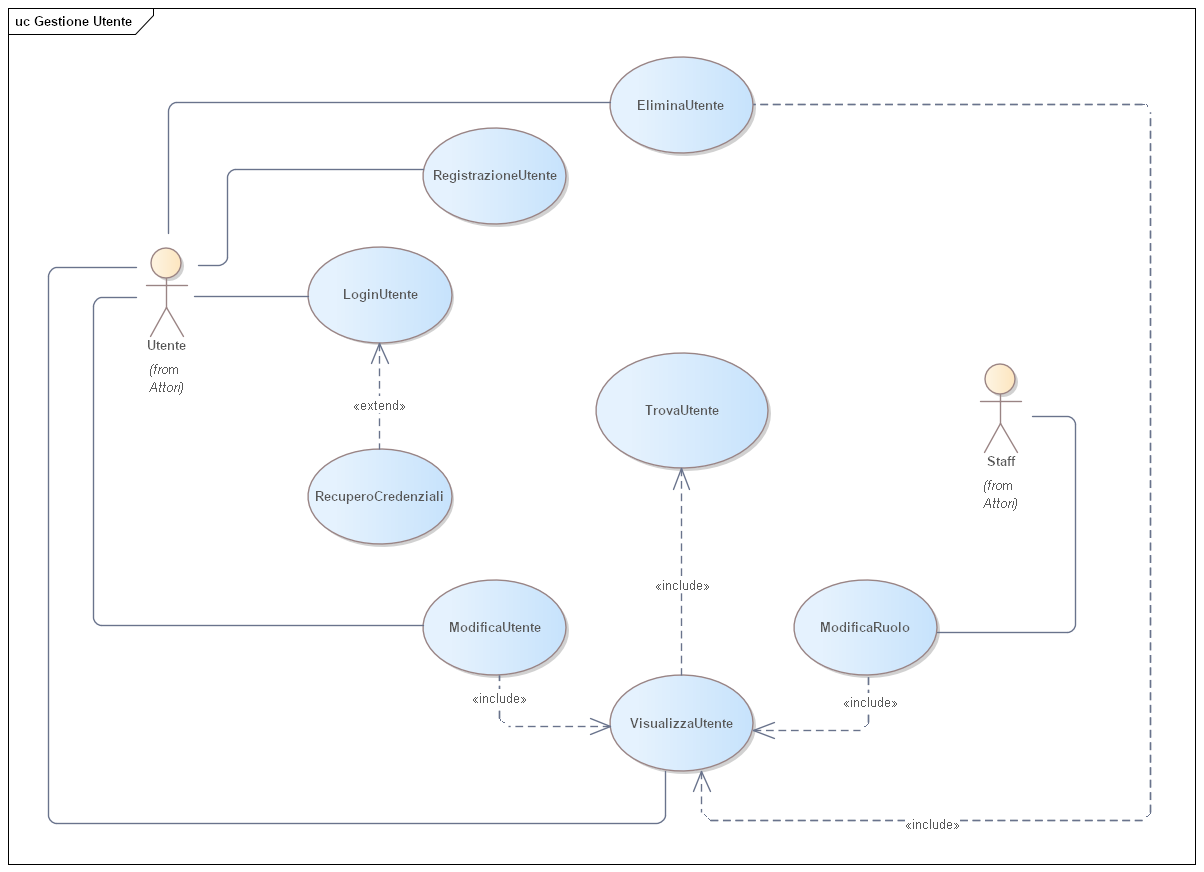 uc Gestione Utente
EliminaUtente
RegistrazioneUtente
LoginUtente
Utente
(from
Attori)
«extend»
TrovaUtente
Staff
(from
Attori)
RecuperoCredenziali
«include»
ModificaUtente
ModificaRuolo
«include»
«include»
VisualizzaUtente
«include»